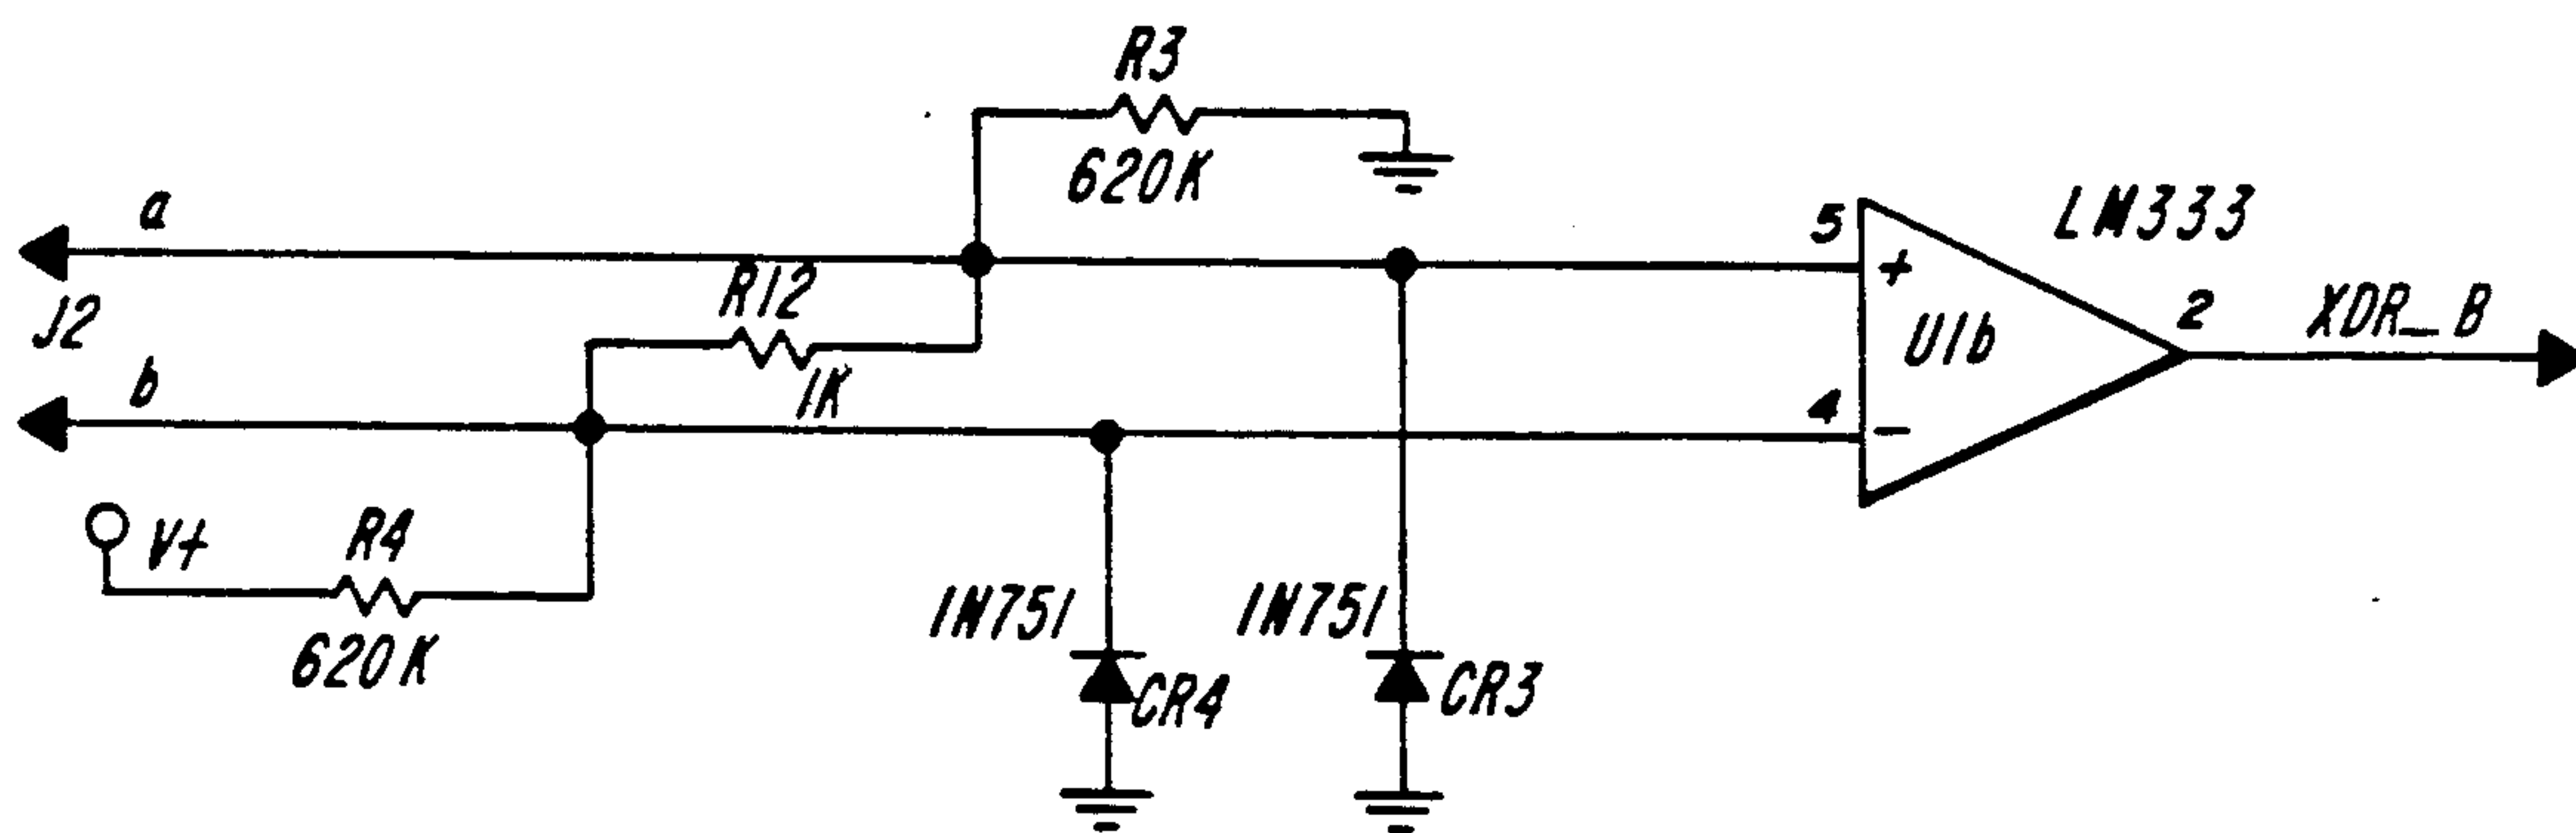 R3
620K
a
5
LM333
+
R12
J2
U1b
2
XDR_B
1K
b
4
-
V+
R4
620K
1N751
1N751
CR4
CR3